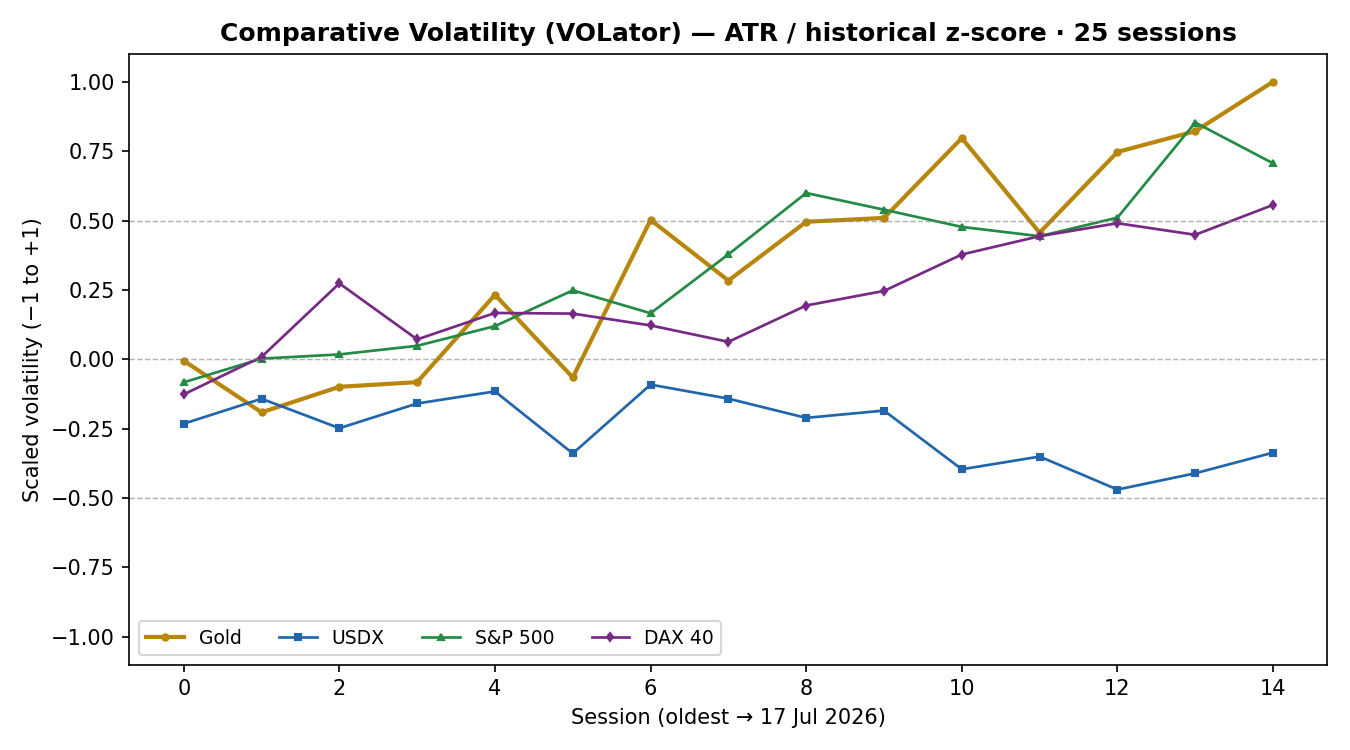 Comparative Volatility (VOLator) — ATR / historical z-score · 25 sessions
Scaled volatility (−1 to +1)
1.00
0.75
0.50
0.25
0.00
−0.25
−0.50
−0.75
−1.00
Gold USDX S&P 500 DAX 40
0 2 4 6 8 10 12 14
Session (oldest → 17 Jul 2026)